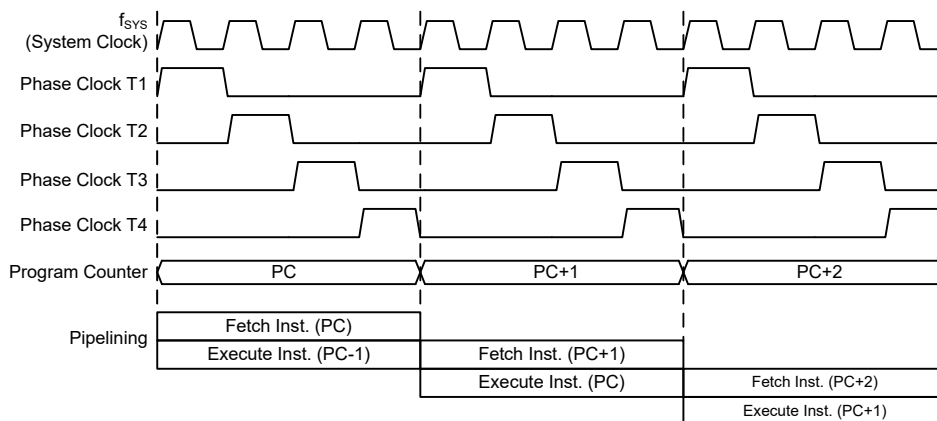 fSYS
(System Clock)
Phase Clock T1
Phase Clock T2
Phase Clock T3
Phase Clock T4
Program Counter PC PC+1 PC+2
Pipelining
Fetch Inst. (PC)
Execute Inst. (PC-1) Fetch Inst. (PC+1)
Execute Inst. (PC) Fetch Inst. (PC+2)
Execute Inst. (PC+1)